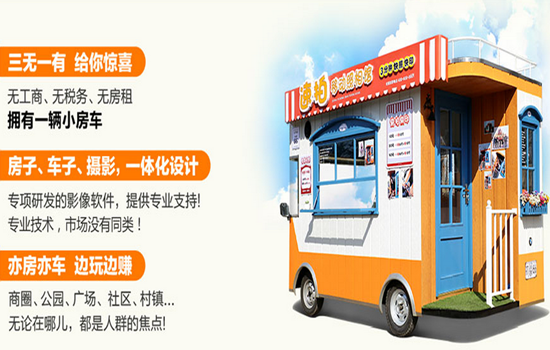 三无一有 给你惊喜
无工商、无税务、无房租
拥有一辆小房车
房子、车子、摄影,一体化设计
专项研发的影像软件，提供专业支持!
专业技术，市场没有同类！
亦房亦车 边玩边赚
商圈、公园、广场、社区、村镇...
无论在哪儿，都是人群的焦点!